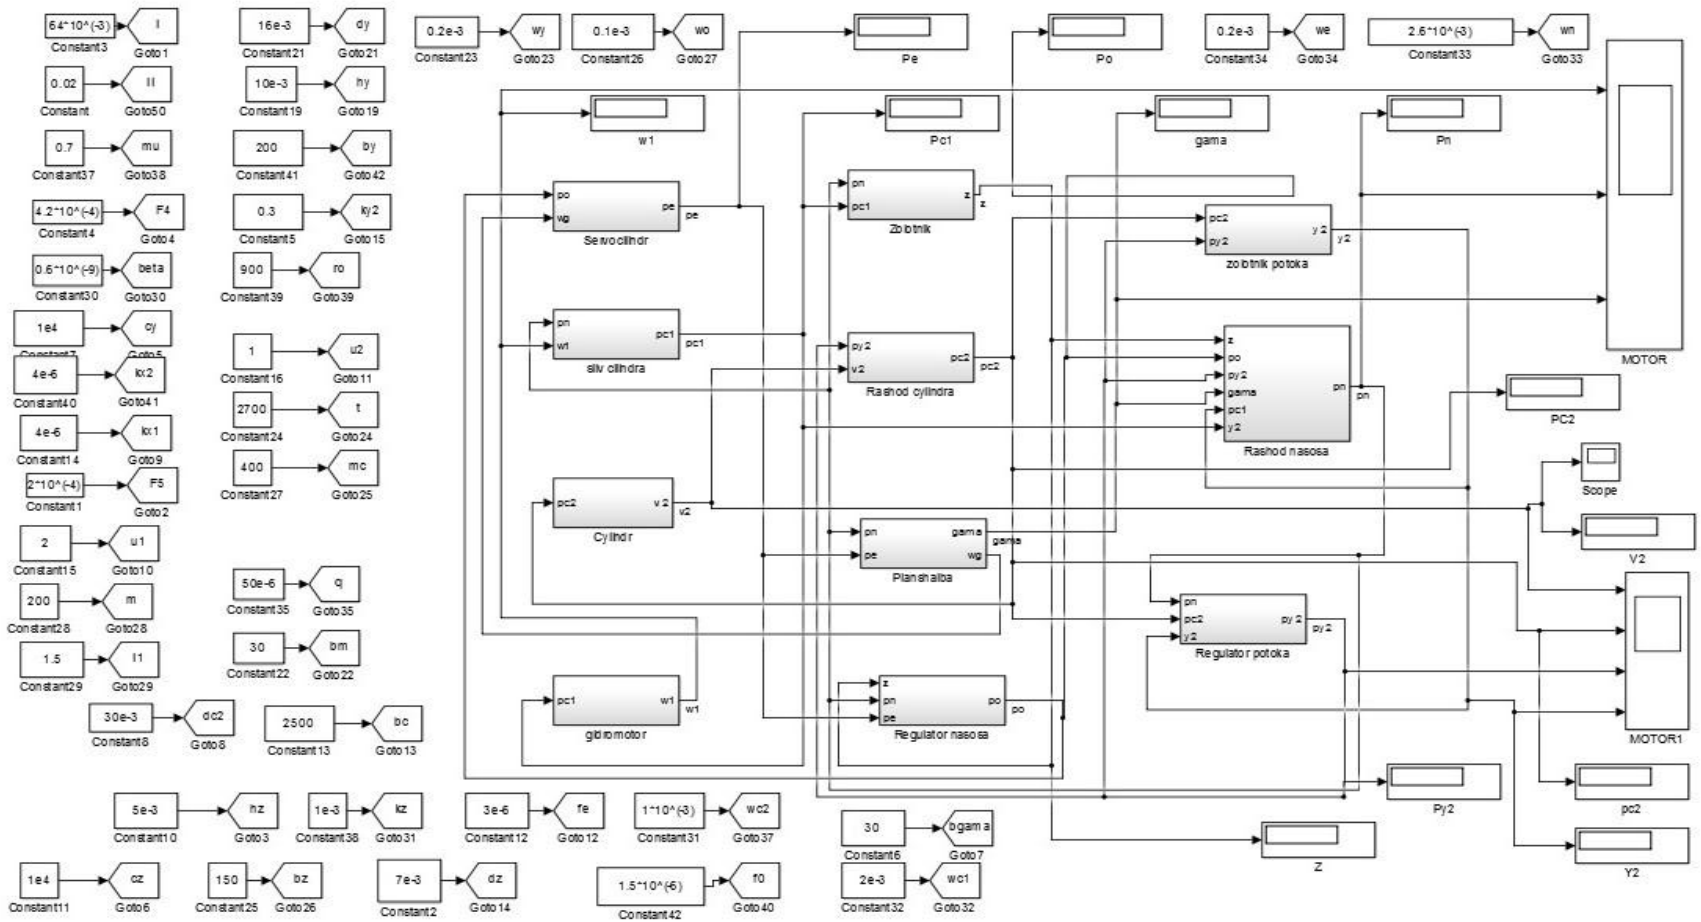 64*10^(-3)
l
Constant3
Goto1
16e-3
dy
Constant21
Goto21
0.2e-3
wy
Constant23
Goto23
0.1e-3
wo
Constant26
Goto27
Pe
Po
0.2e-3
we
Constant34
Goto34
2.6*10^(-3)
wn
Constant33
Goto33
0.02
ll
Constant
Goto50
10e-3
hy
Constant19
Goto19
w1
Pc1
gama
Pn
MOTOR
0.7
mu
Constant37
Goto38
200
by
Constant41
Goto42
4.2*10^(-4)
F4
Constant4
Goto4
0.3
ky2
Constant5
Goto15
po
wg
pe
pe
Servocilindr
pn
pc1
z
z
Zolotnik
pc2
py2
y2
y2
zolotnik potoka
0.6*10^(-9)
beta
Constant30
Goto30
900
ro
Constant39
Goto39
1e4
cy
Constant7
Goto5
pn
w1
pc1
pc1
sliv cilindra
py2
v2
pc2
pc2
Rashod cylindra
z
po
py2
gama
pc1
y2
pn
pn
Rashod nasosa
PC2
4e-6
kx2
Constant40
Goto41
1
u2
Constant16
Goto11
4e-6
kx1
Constant14
Goto9
2700
t
Constant24
Goto24
2*10^(-4)
F5
Constant1
Goto2
400
mc
Constant27
Goto25
pc2
v2
v2
Cylindr
pn
pe
gama
gama
wg
Planshaiba
Scope
V2
2
u1
Constant15
Goto10
50e-6
q
Constant35
Goto35
200
m
Constant28
Goto28
30
bm
Constant22
Goto22
pn
pc2
y2
py2
py2
Regulator potoka
MOTOR1
1.5
l1
Constant29
Goto29
pc1
w1
w1
gidromotor
z
pn
pe
po
po
Regulator nasosa
30e-3
dc2
Constant8
Goto8
2500
bc
Constant13
Goto13
Py2
pc2
5e-3
hz
Constant10
Goto3
1e-3
kz
Constant38
Goto31
3e-6
fe
Constant12
Goto12
1*10^(-3)
wc2
Constant31
Goto37
30
bgama
Constant6
Goto7
Z
Y2
1e4
cz
Constant11
Goto6
150
bz
Constant25
Goto26
7e-3
dz
Constant2
Goto14
1.5*10^(-6)
f0
Constant42
Goto40
2e-3
wc1
Constant32
Goto32